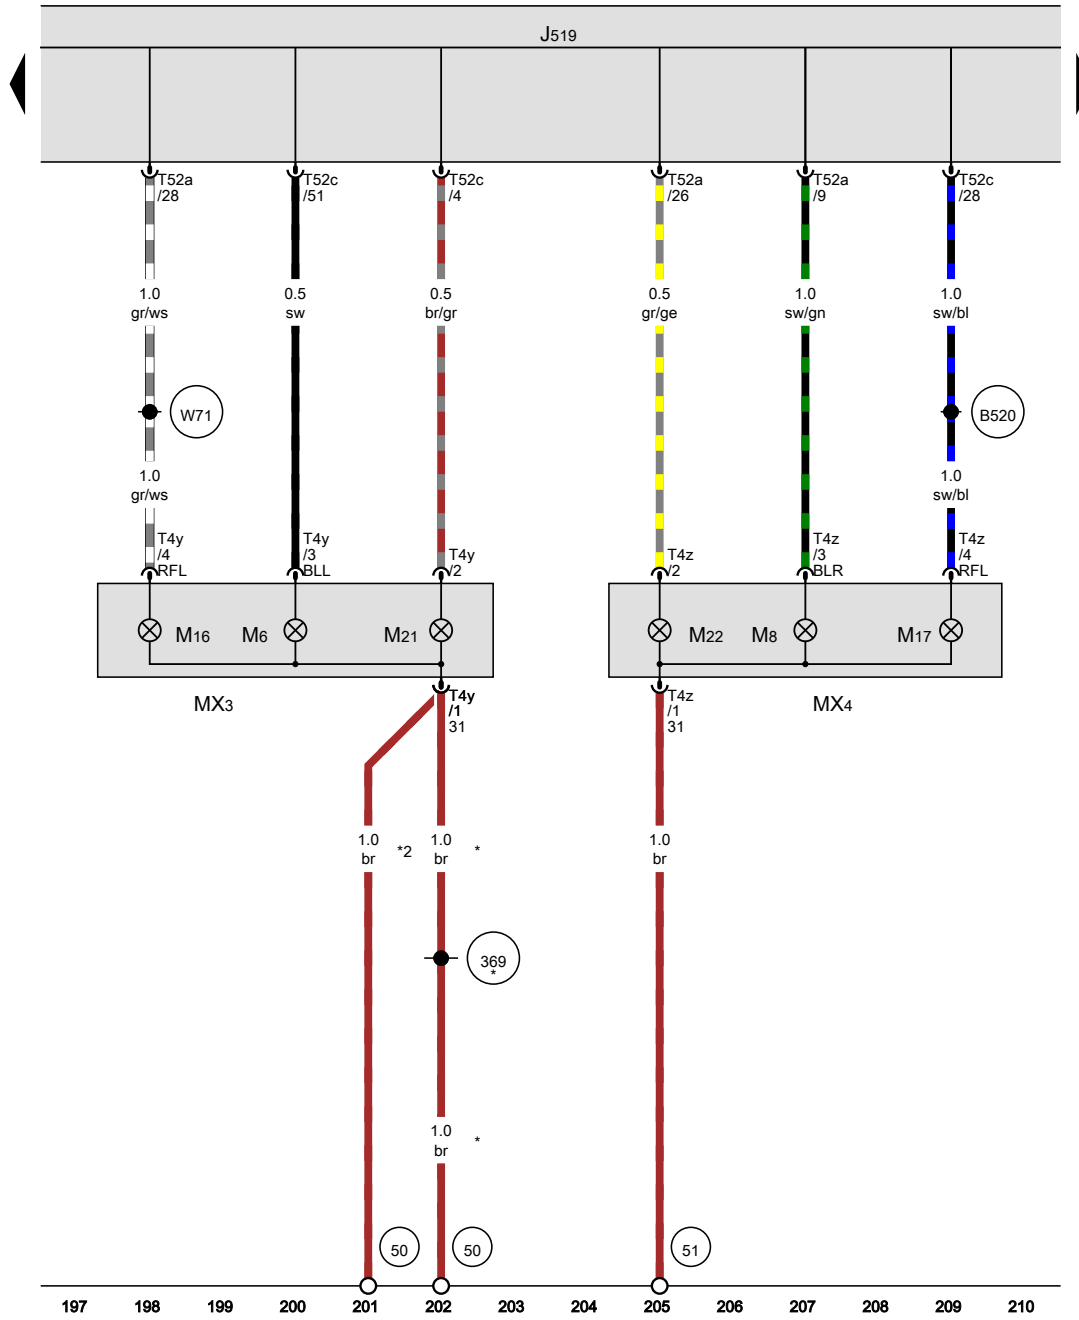 J519
T52a
/28
T52c
/51
T52c
/4
T52a
/26
T52a
/9
T52c
/28
1.0
gr/ws
0.5
sw
0.5
br/gr
0.5
gr/ge
1.0
sw/gn
1.0
sw/bl
W71
B520
1.0
gr/ws
1.0
sw/bl
T4y
/4
RFL
T4y
/3
BLL
T4y
/2
T4z
/2
T4z
/3
BLR
T4z
/4
RFL
M16
M6
M21
M22
M8
M17
MX3
MX4
T4y
/1
31
T4z
/1
31
1.0
br
*2
1.0
br
*
1.0
br
369
*
1.0
br
*
50
50
51
197 198 199 200 201 202 203 204 205 206 207 208 209 210